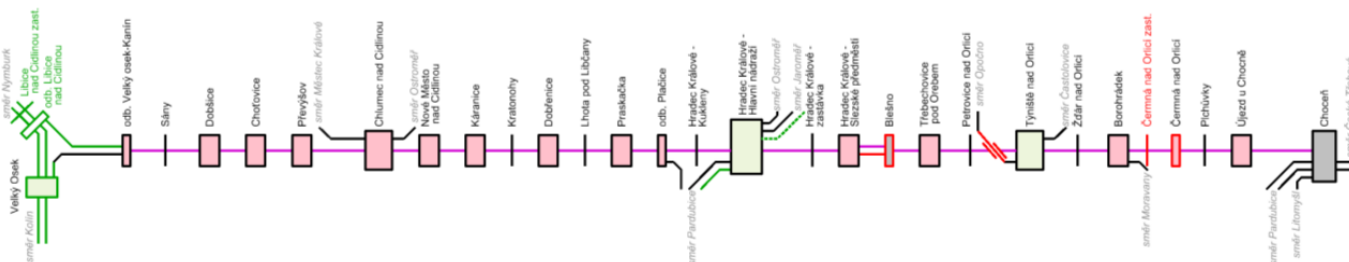 směr Nymburk
Libice
nad Cidlinou zast.
odb. Libice
nad Cidlinou
Velký Osek
směr Kolín
odb. Velký osek-Kanín
Sány
Dobšice
Choťovice
Převýšov
směr Městec Králové
Chlumec nad Cidlinou
směr Ostroměř
Nové Město
nad Cidlinou
Káranice
Kratonohy
Dobřenice
Lhota pod Libčany
Praskačka
odb. Plačice
Hradec Králové -
Kukleny
směr Pardubice
Hradec Králové -
Hlavní nádraží
směr Ostroměř
směr Jaroměř
Hradec Králové -
zastávka
Hradec Králové -
Slezské předměstí
Blešno
Třebechovice
pod Orebem
Petrovice nad Orlicí
směr Opočno
Týniště nad Orlicí
směr Častolovice
Ždár nad Orlicí
Borohrádek
Čermná nad Orlicí zast.
směr Moravany
Čermná nad Orlicí
Plchůvky
Újezd u Chocně
směr Pardubice
směr Litomyšl
Choceň